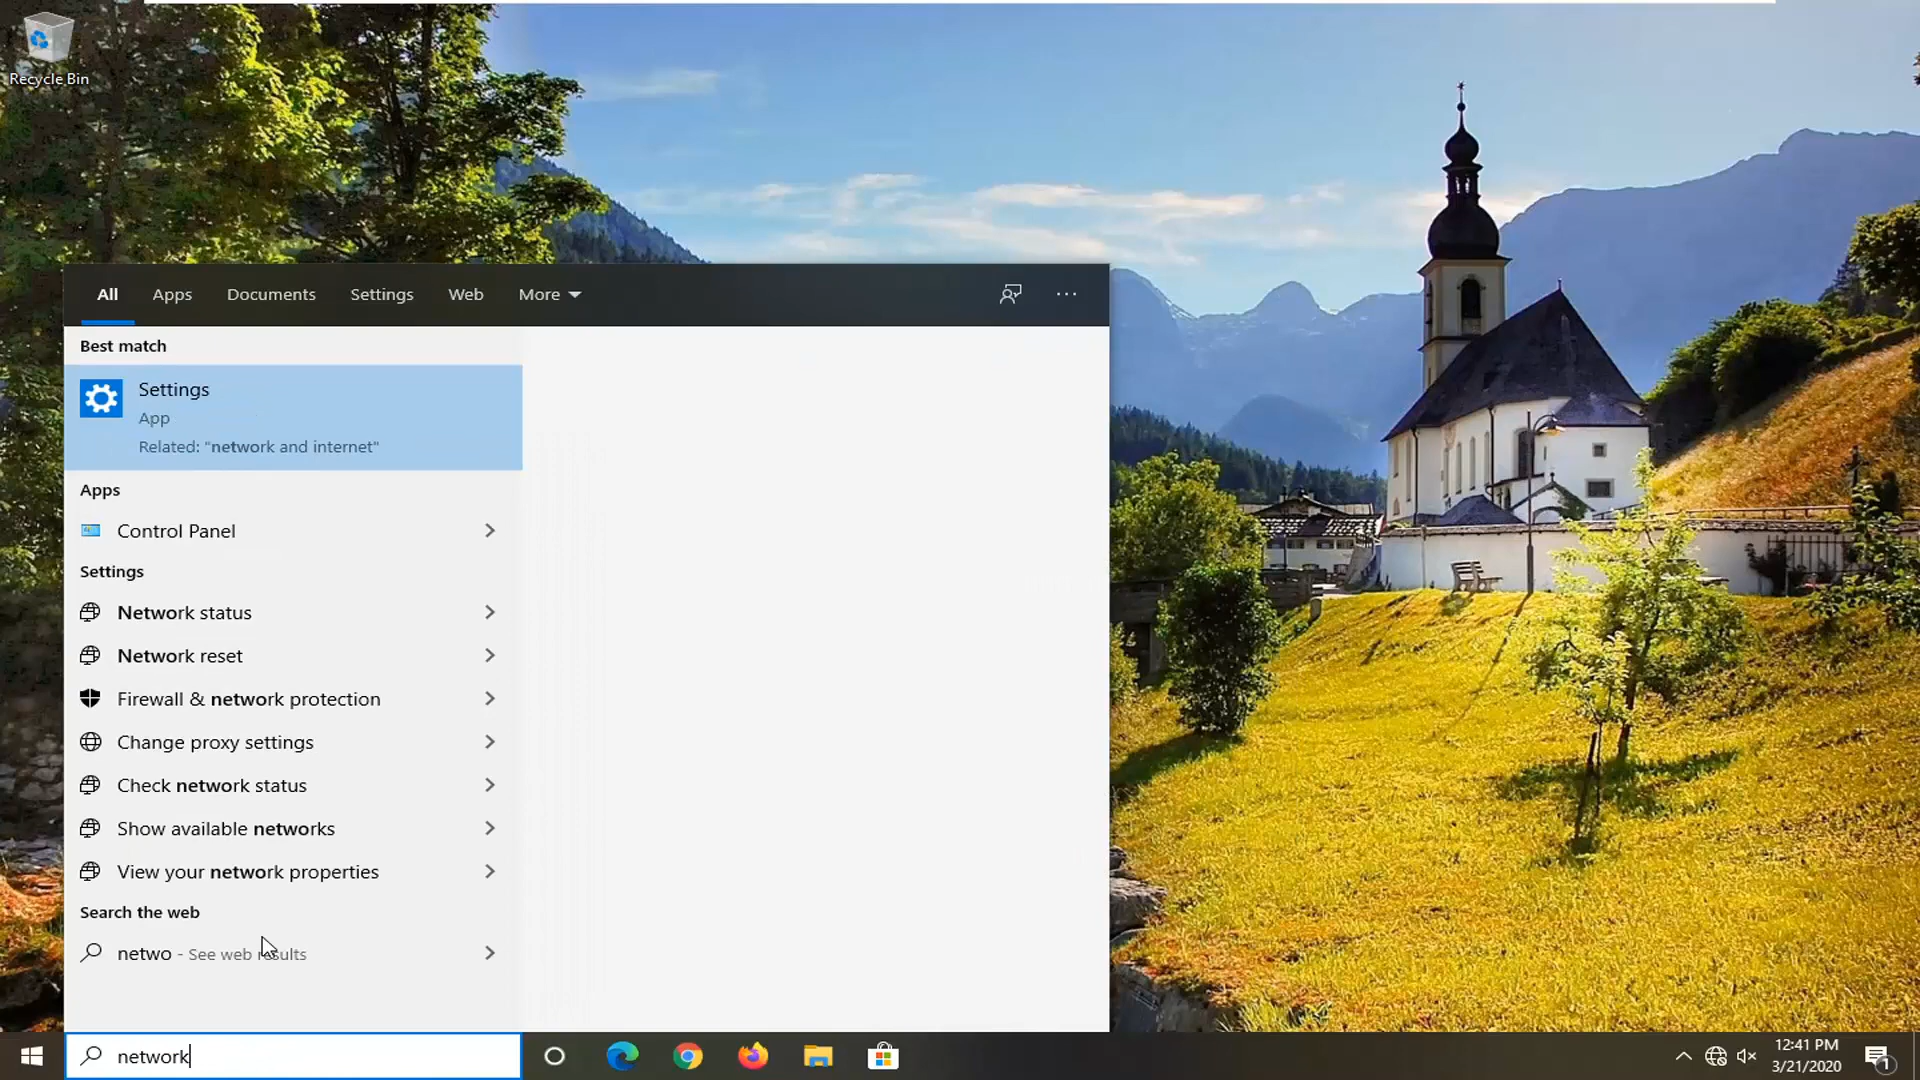 Recycle Bin
All Apps Documents Settings Web More
Best match
Settings
App
Related: "network and internet"
Apps
Control Panel
Settings
Network status
Network reset
Firewall & network protection
Change proxy settings
Check network status
Show available networks
View your network properties
Search the web
netwo - See web results
network
12:41 PM
3/21/2020
1